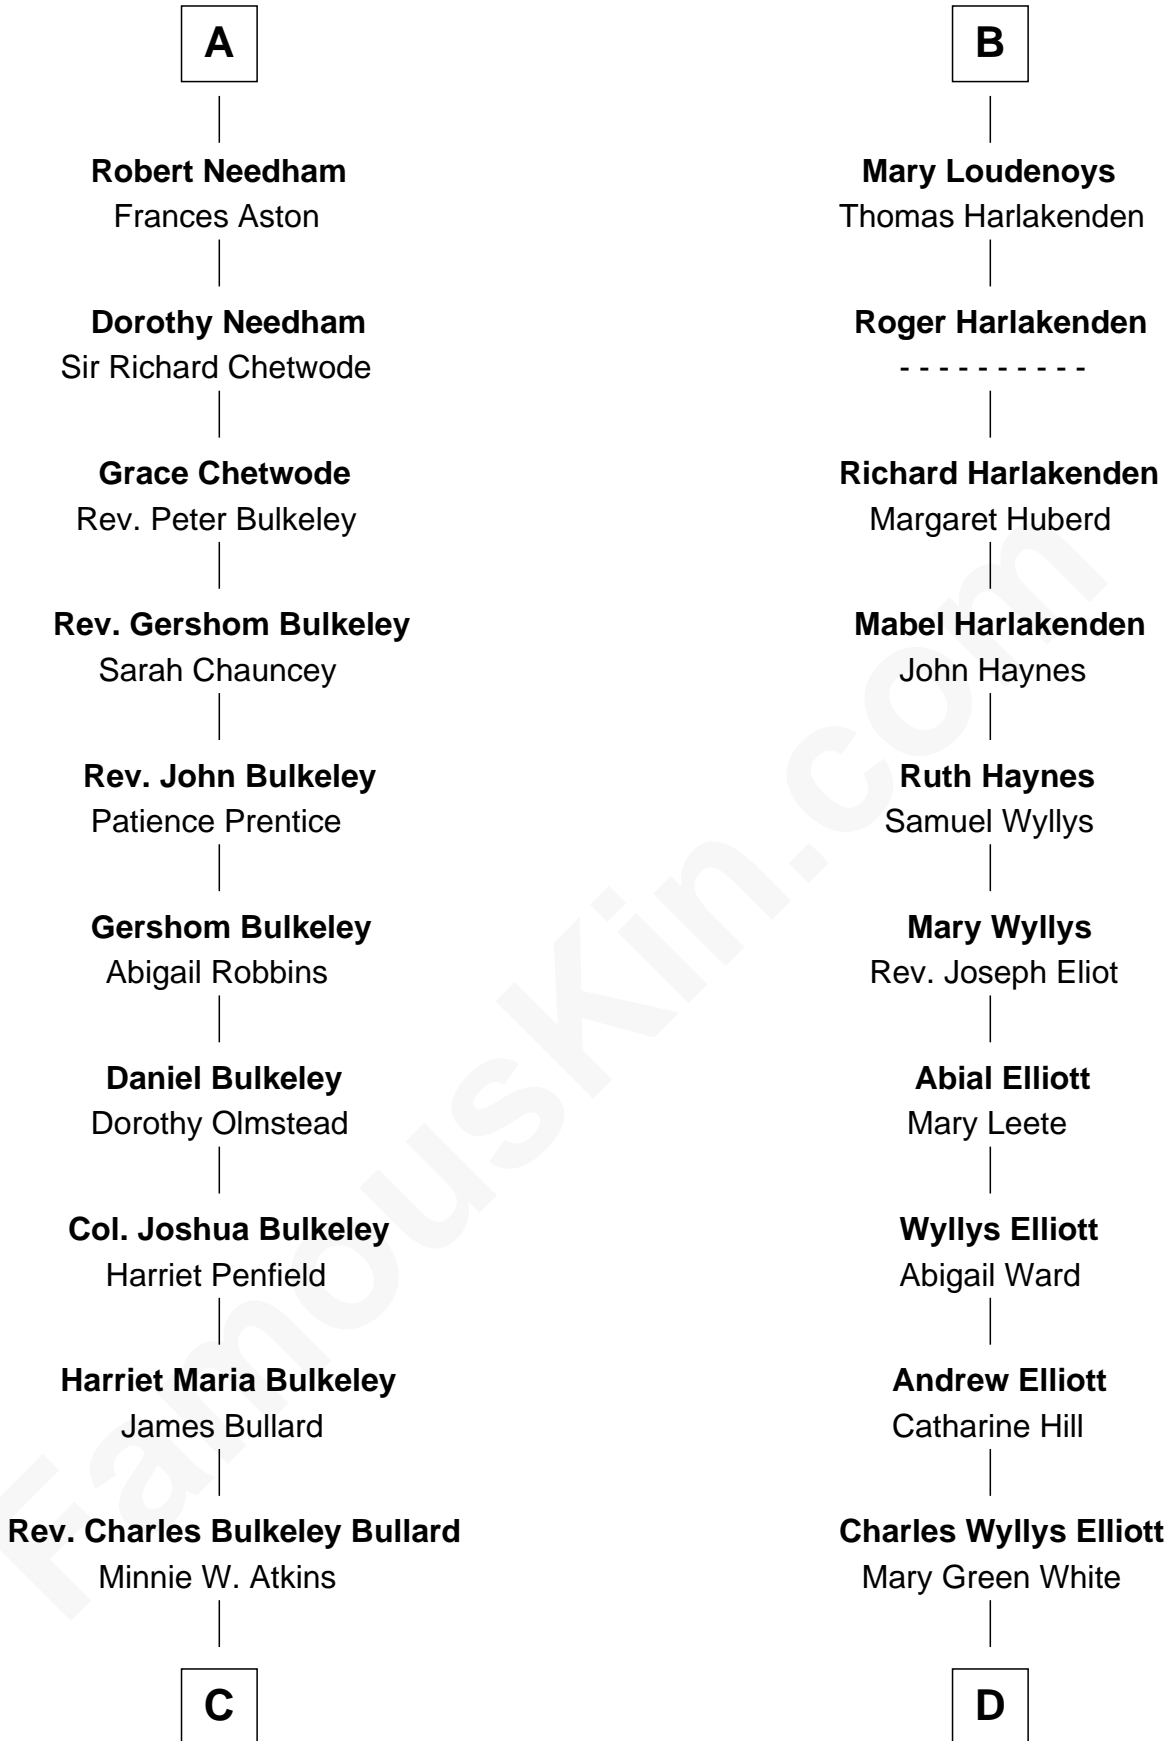 A
Robert Needham
Frances Aston
Dorothy Needham
Sir Richard Chetwode
Grace Chetwode
Rev. Peter Bulkeley
Rev. Gershom Bulkeley
Sarah Chauncey
Rev. John Bulkeley
Patience Prentice
Gershom Bulkeley
Abigail Robbins
Daniel Bulkeley
Dorothy Olmstead
Col. Joshua Bulkeley
Harriet Penfield
Harriet Maria Bulkeley
James Bullard
Rev. Charles Bulkeley Bullard
Minnie W. Atkins
C
B
Mary Loudenoys
Thomas Harlakenden
Roger Harlakenden
- - - - - - - - - -
Richard Harlakenden
Margaret Huberd
Mabel Harlakenden
John Haynes
Ruth Haynes
Samuel Wyllys
Mary Wyllys
Rev. Joseph Eliot
Abial Elliott
Mary Leete
Wyllys Elliott
Abigail Ward
Andrew Elliott
Catharine Hill
Charles Wyllys Elliott
Mary Green White
D
FamousKin.com